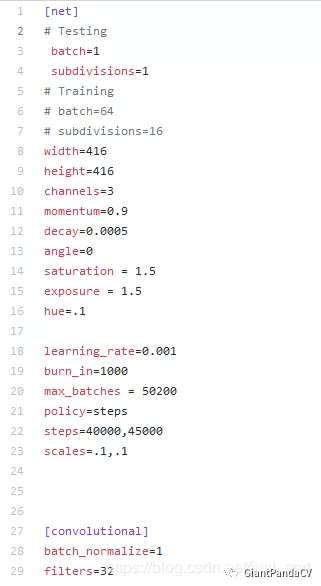 1 [net]
2 # Testing
3 batch=1
4 subdivisions=1
5 # Training
6 # batch=64
7 # subdivisions=16
8 width=416
9 height=416
10 channels=3
11 momentum=0.9
12 decay=0.0005
13 angle=0
14 saturation = 1.5
15 exposure = 1.5
16 hue=.1
17
18 learning_rate=0.001
19 burn_in=1000
20 max_batches = 50200
21 policy=steps
22 steps=40000,45000
23 scales=.1,.1
24
25
26
27 [convolutional]
28 batch_normalize=1
29 filters=32
GiantPandaCV